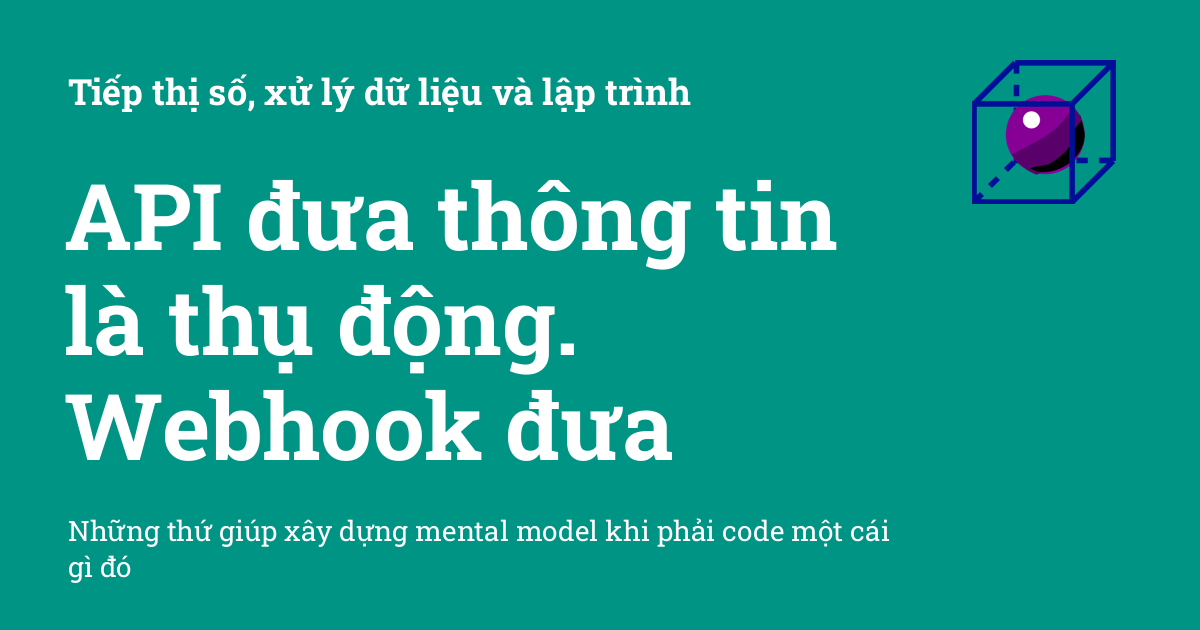 Tiếp thị số, xử lý dữ liệu và lập trình
API đưa thông tin
là thụ động.
Webhook đưa
Những thứ giúp xây dựng mental model khi phải code một cái
gì đó